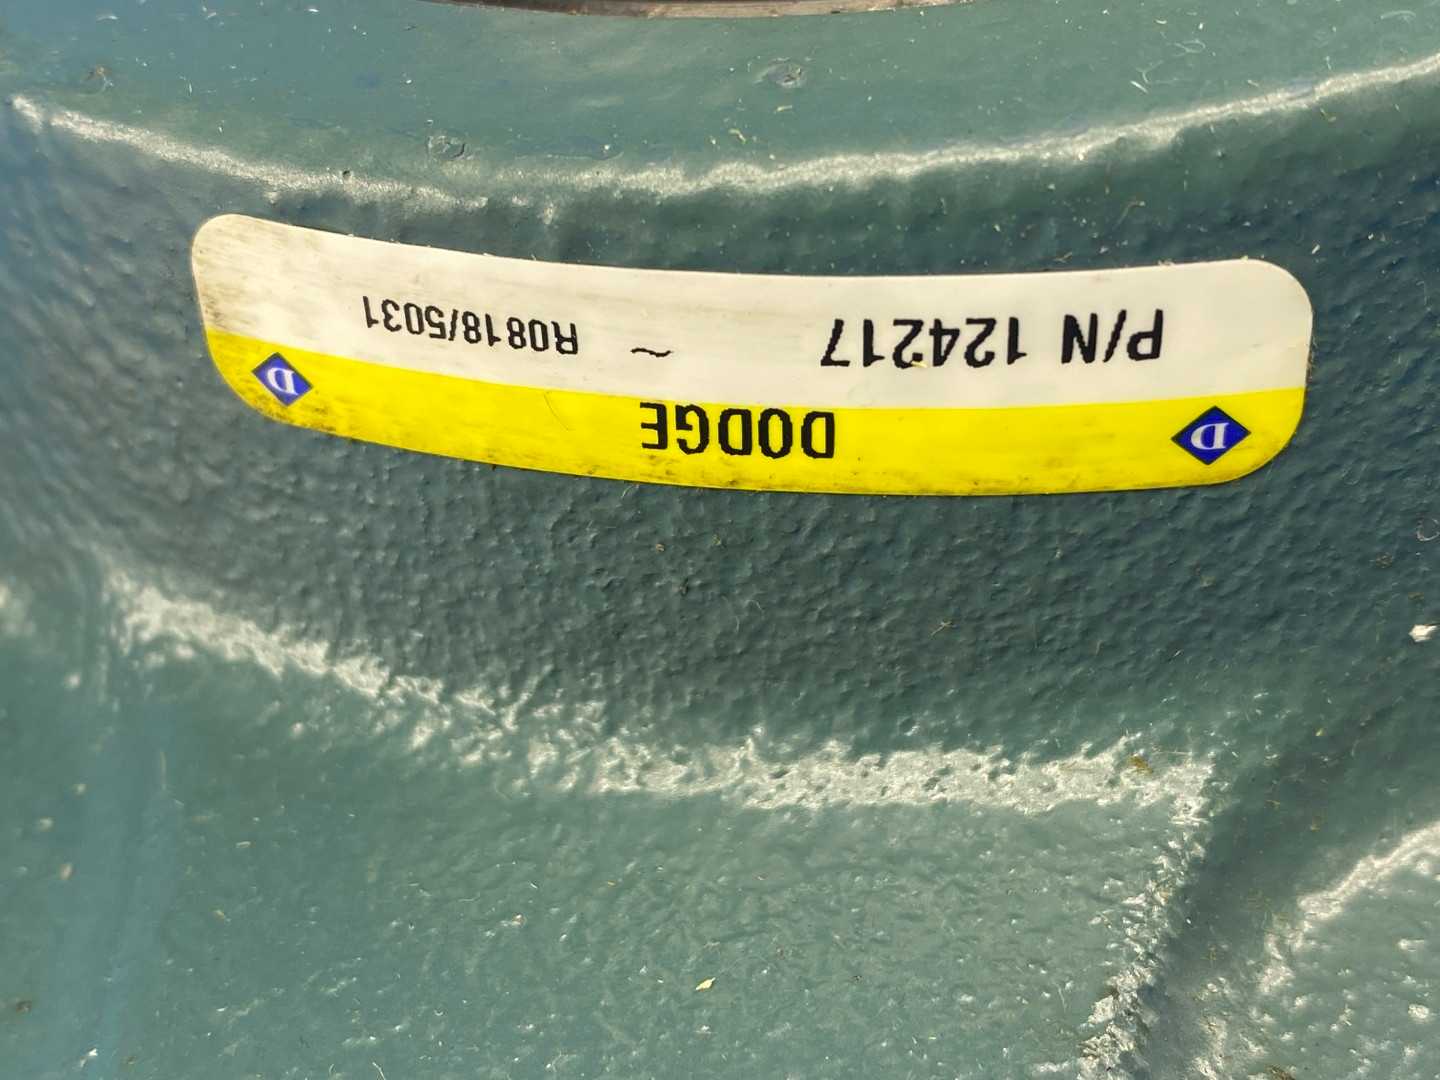 D DODGE D
P/N 124217 ~ R0818/5031